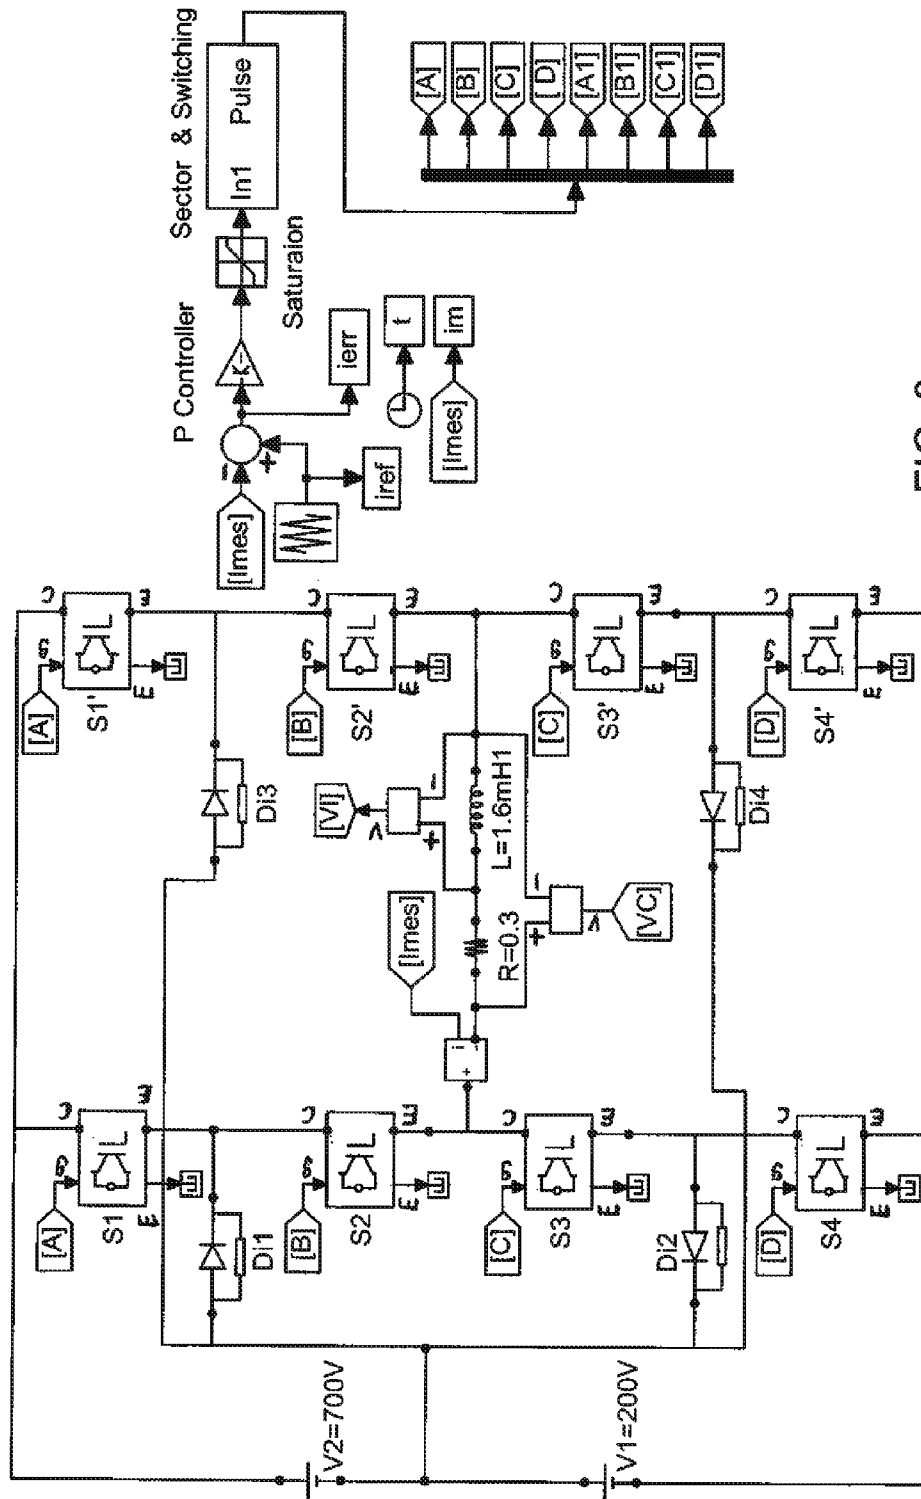 Sector & Switching
In1 Pulse
P Controller
Saturaion
K-
-
+
[Imes]
iref
ierr
t
[Imes]
im
[A]
[B]
[C]
[D]
[A1]
[B1]
[C1]
[D1]
[A]
g
C
E
m
E
S1
[A]
g
C
E
m
E
S1'
Di1
Di3
[B]
g
C
E
m
E
S2
[B]
g
C
E
m
E
S2'
[Imes]
+
i
-
[VI]
v
+
-
R=0.3
L=1.6mH1
+
-
v
[VC]
[C]
g
C
E
m
E
S3
[C]
g
C
E
m
E
S3'
Di2
Di4
[D]
g
C
E
m
E
S4
[D]
g
C
E
m
E
S4'
V2=700V
V1=200V